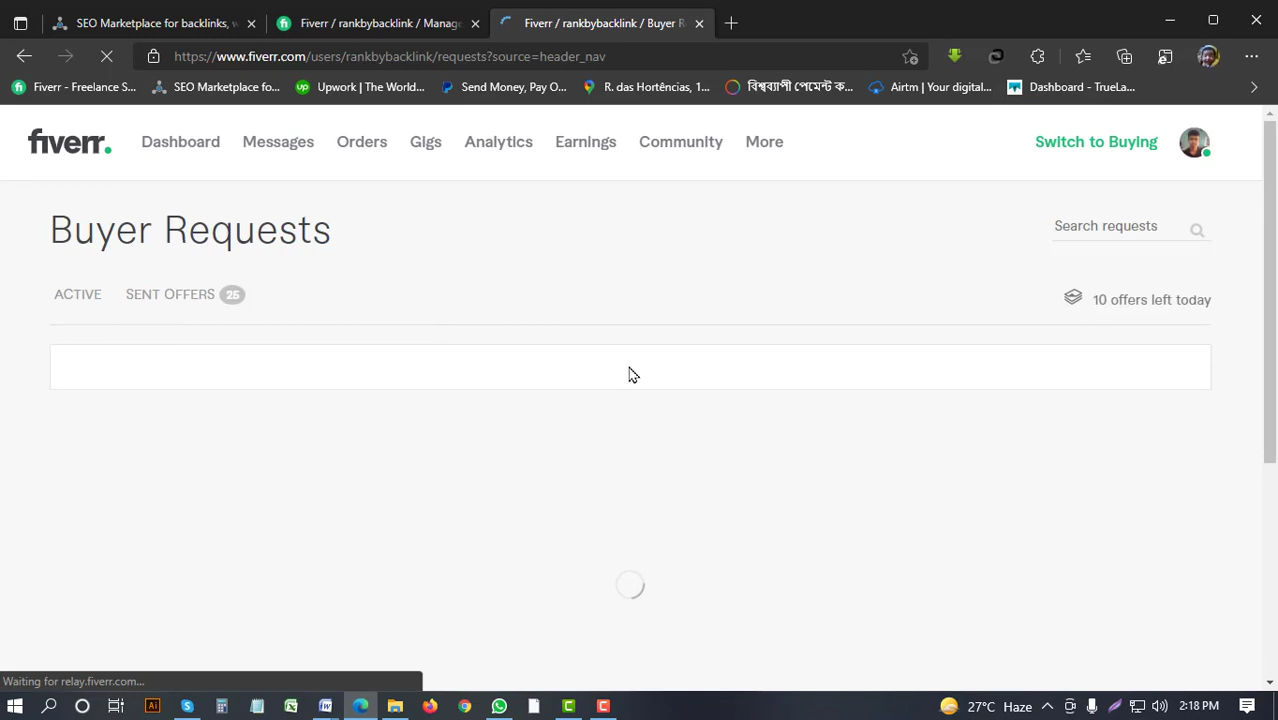 SEO Marketplace for backlinks, w
Fiverr / rankbybacklink / Manage
Fiverr / rankbybacklink / Buyer R
https://www.fiverr.com/users/rankbybacklink/requests?source=header_nav
Fiverr - Freelance S...
SEO Marketplace fo...
Up Upwork | The World...
Send Money, Pay O...
R. das Hortências, 1...
বিশ্বব্যাপী পেমেন্ট ক...
Airtm | Your digital...
Dashboard - TrueLa...
fiverr.
Dashboard
Messages
Orders
Gigs
Analytics
Earnings
Community
More
Switch to Buying
Buyer Requests
Search requests
ACTIVE
SENT OFFERS 25
10 offers left today
Waiting for relay.fiverr.com...
27°C Haze
2:18 PM